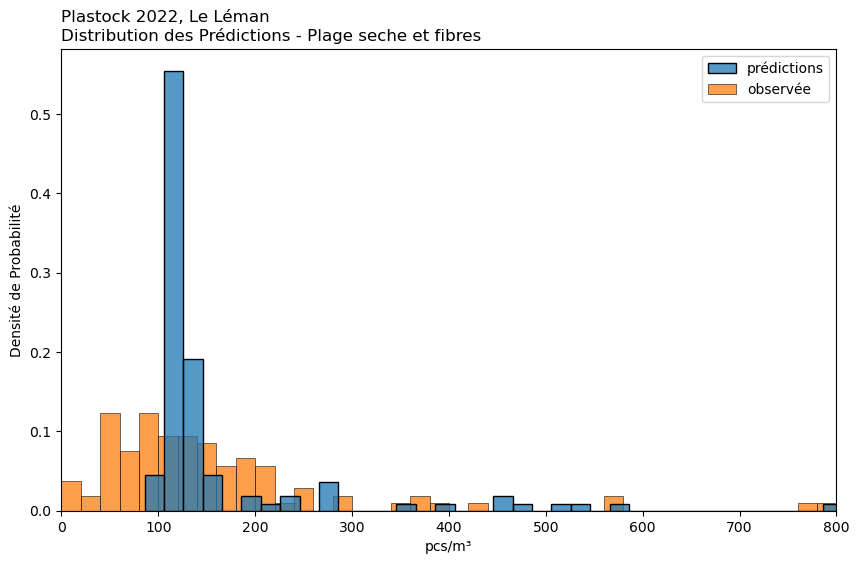 Plastock 2022, Le Léman
Distribution des Prédictions - Plage seche et fibres
prédictions
observée
Densité de Probabilité
0.5
0.4
0.3
0.2
0.1
0.0
0 100 200 300 400 500 600 700 800
pcs/m³